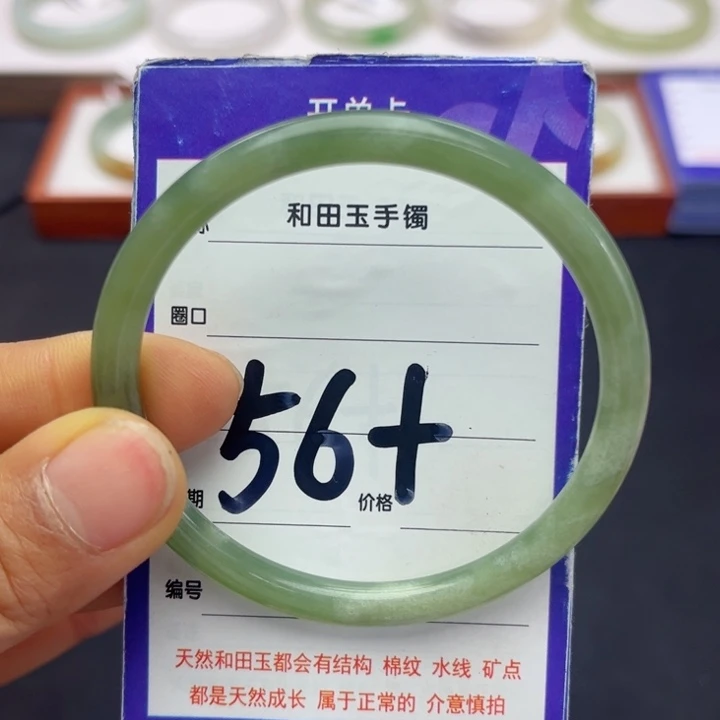 开单卡
和田玉手镯
圈口
56+
期
价格
编号
天然和田玉都会有结构 棉纹 水线 矿点
都是天然成长 属于正常的 介意慎拍